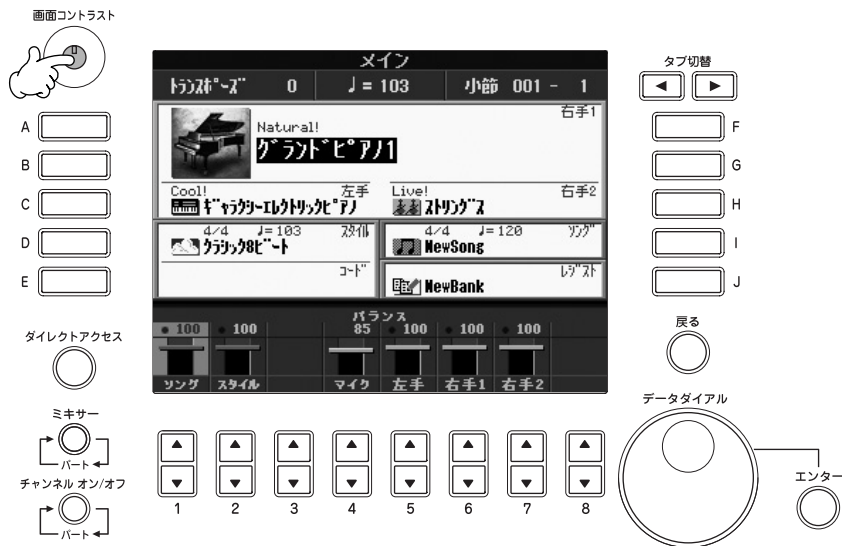 画面コントラスト
メイン
トランスポーズ 0 ♩= 103 小節 001 - 1
タブ切替
◀ ▶
右手1
Natural!
グランドピアノ1
Cool! 左手
ギャラクシーエレクトリックピアノ
Live! 右手2
ストリングス
4/4 ♩=103 スタイル
クラシック8ビート
4/4 ♩=120 ソング
NewSong
コード
レジスト
NewBank
バランス
100 100 85 100 100 100
ソング スタイル マイク 左手 右手1 右手2
A
B
C
D
E
F
G
H
I
J
ダイレクトアクセス
戻る
ミキサー
パート
チャンネル オン/オフ
パート
1 2 3 4 5 6 7 8
データダイアル
エンター